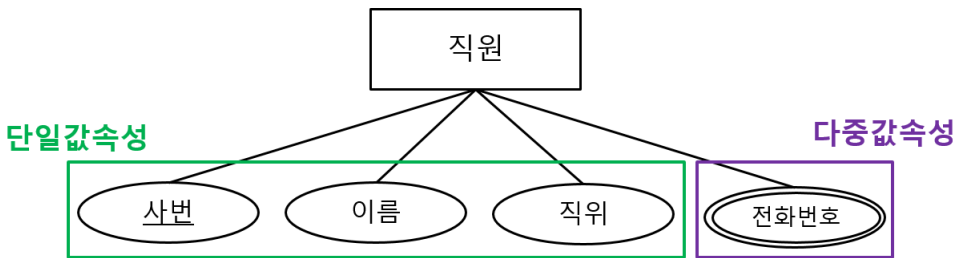 직원
단일값속성
다중값속성
사번
이름
직위
전화번호